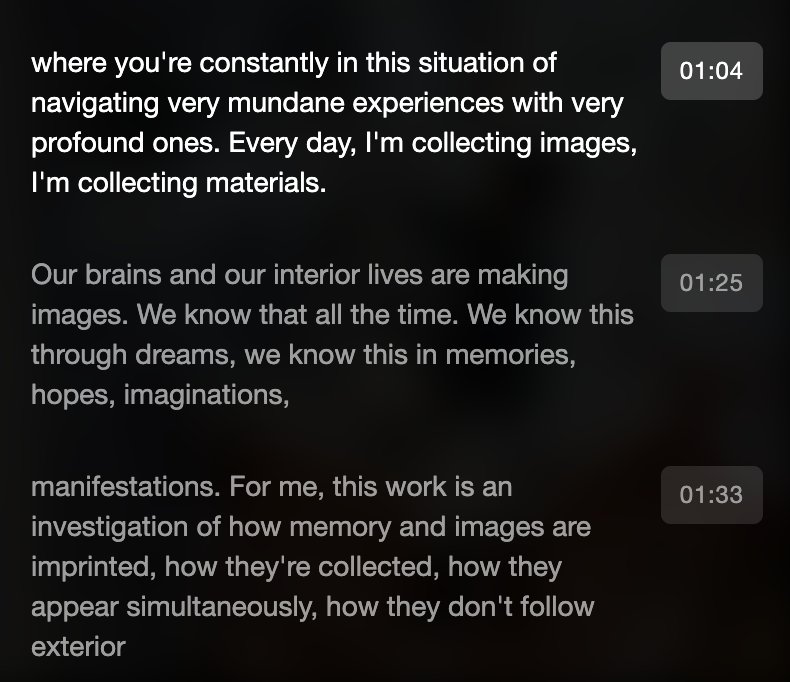 where you're constantly in this situation of
01:04
navigating very mundane experiences with very
profound ones. Every day, I'm collecting images,
I'm collecting materials.
Our brains and our interior lives are making
01:25
images. We know that all the time. We know this
through dreams, we know this in memories,
hopes, imaginations,
manifestations. For me, this work is an
01:33
investigation of how memory and images are
imprinted, how they're collected, how they
appear simultaneously, how they don't follow
exterior